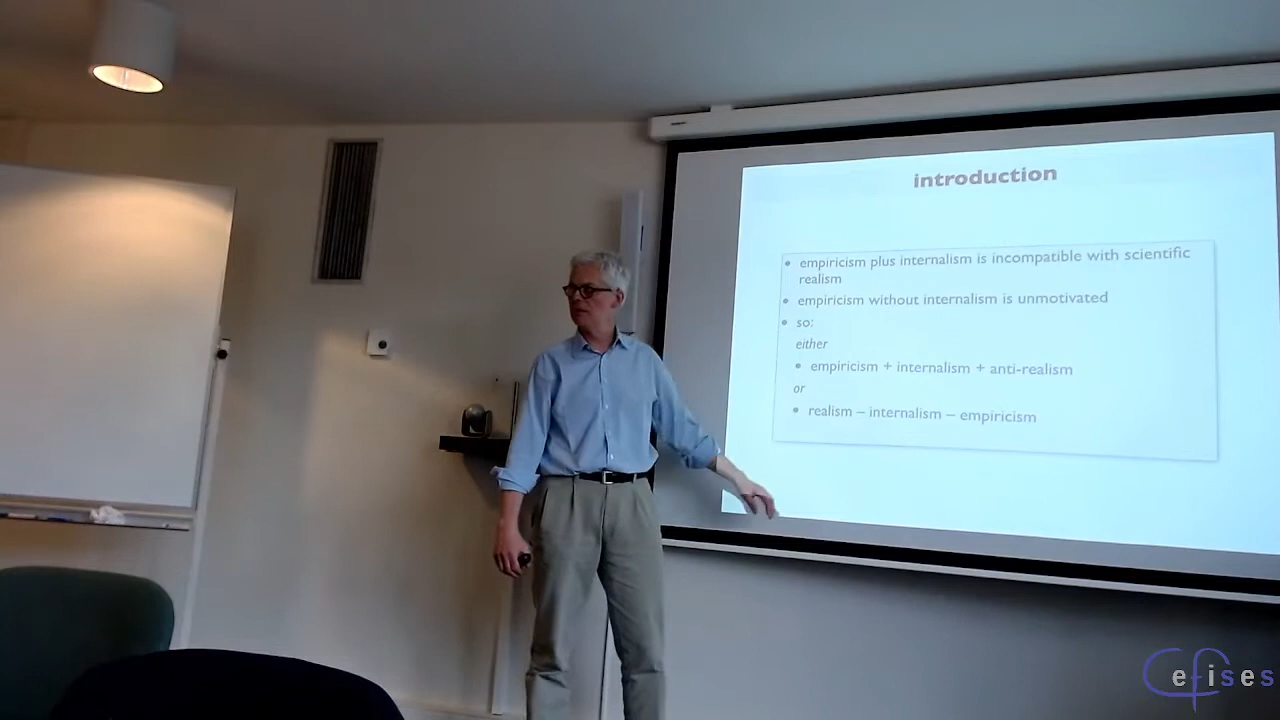 introduction
• empiricism plus internalism is incompatible with scientific
realism
• empiricism without internalism is unmotivated
• so:
either
• empiricism + internalism + anti-realism
or
• realism – internalism – empiricism
efises